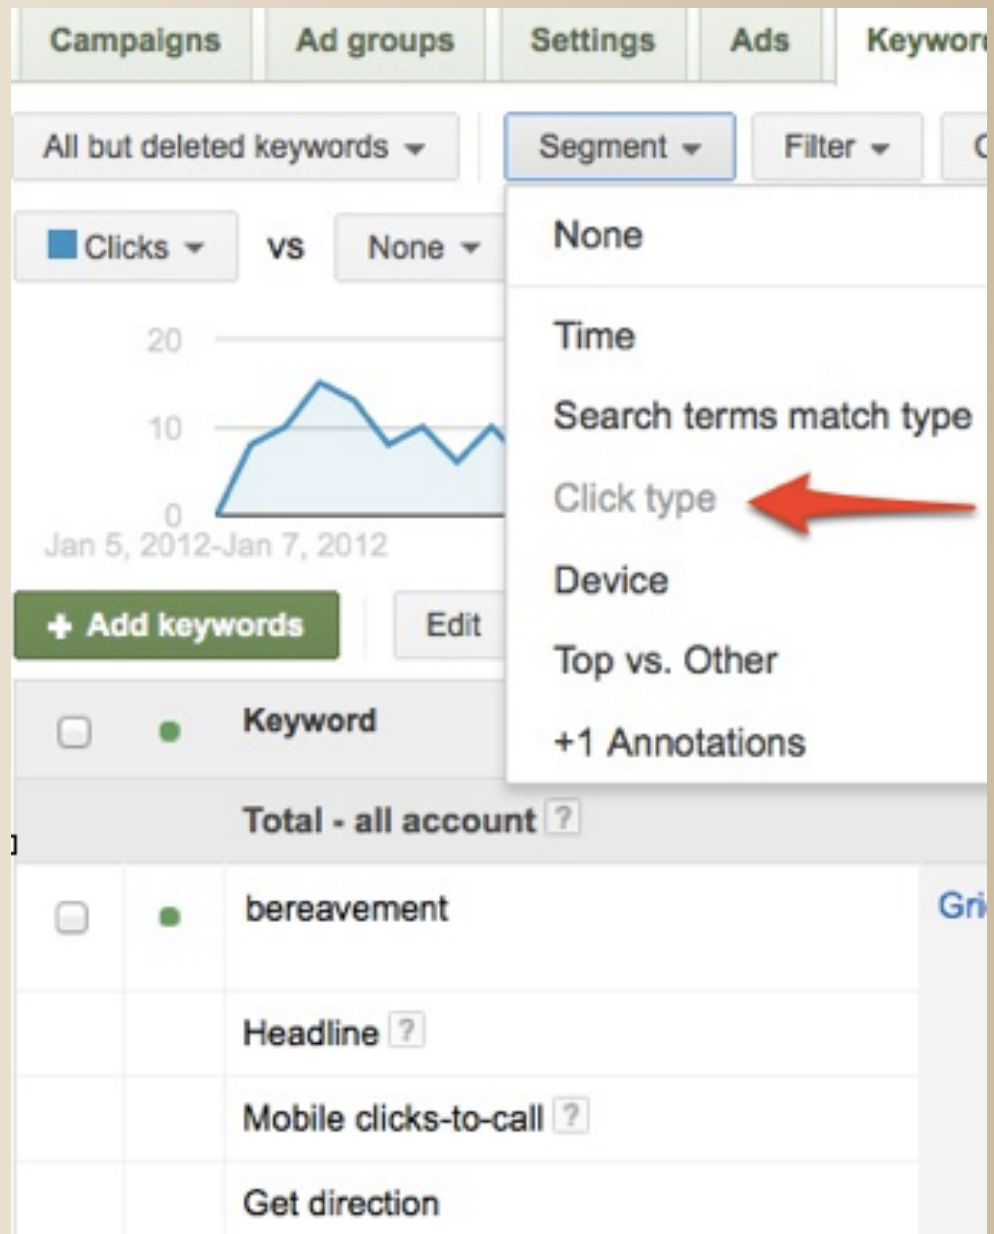 Campaigns Ad groups Settings Ads
All but deleted keywords Segment Filter
Clicks vs None
None
Time
Search terms match type
Click type
Device
Top vs. Other
+1 Annotations
20
10
0
Jan 5, 2012-Jan 7, 2012
+ Add keywords Edit
Keyword
Total - all account ?
bereavement
Headline ?
Mobile clicks-to-call ?
Get direction